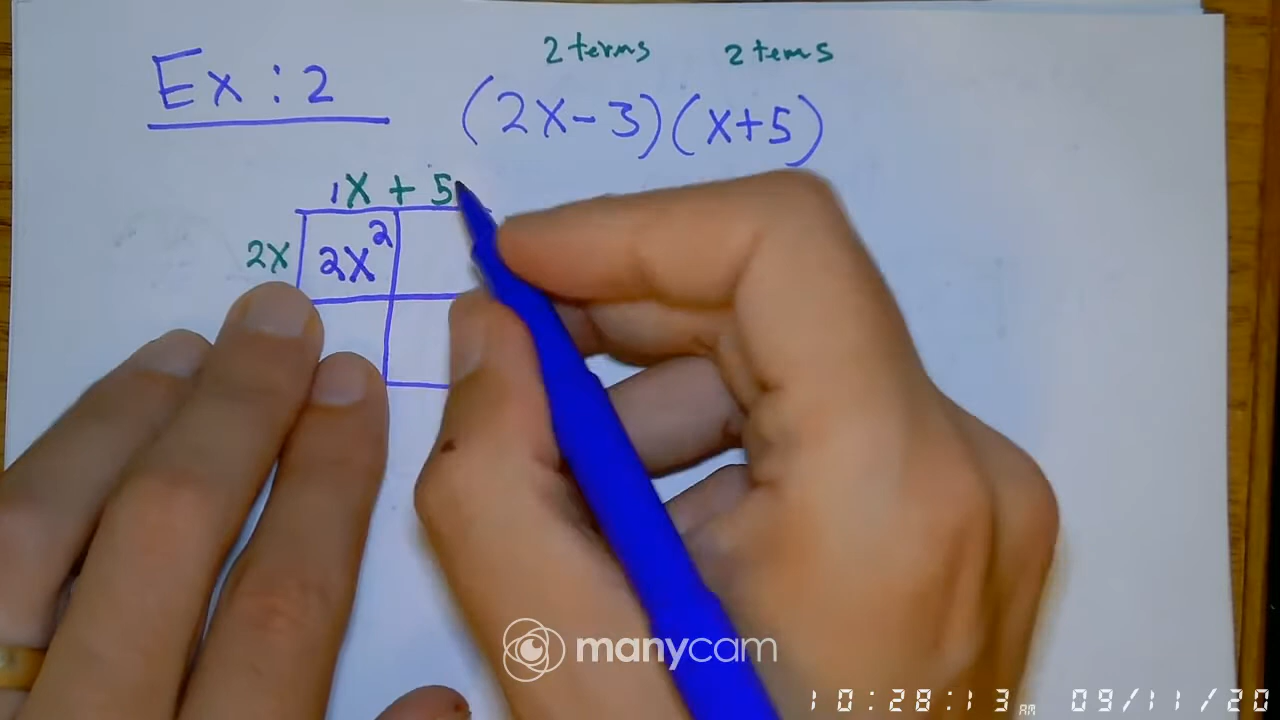 2 terms 2 tems
Ex : 2 (2x-3)(x+5)
1x + 5
2x 2x²
manycam
10:28:13 AM 09/11/20